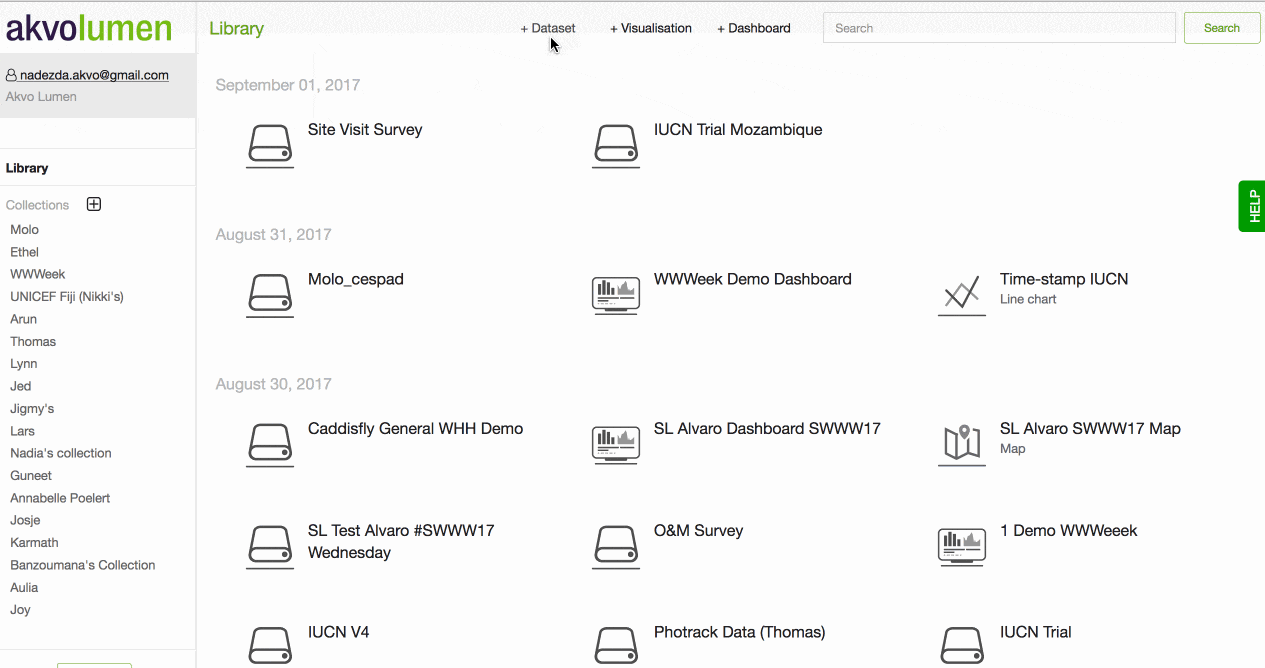 akvolumen
Library
+ Dataset
+ Visualisation
+ Dashboard
Search
Search
nadezda.akvo@gmail.com
Akvo Lumen
Library
Collections
Molo
Ethel
WWWeek
UNICEF Fiji (Nikki's)
Arun
Thomas
Lynn
Jed
Jigmy's
Lars
Nadia's collection
Guneet
Annabelle Poelert
Josje
Karmath
Banzoumana's Collection
Aulia
Joy
September 01, 2017
Site Visit Survey
IUCN Trial Mozambique
August 31, 2017
Molo_cespad
WWWeek Demo Dashboard
Time-stamp IUCN
Line chart
August 30, 2017
Caddisfly General WHH Demo
SL Alvaro Dashboard SWWW17
SL Alvaro SWWW17 Map
Map
SL Test Alvaro #SWWW17
Wednesday
O&M Survey
1 Demo WWWeeek
IUCN V4
Photrack Data (Thomas)
IUCN Trial
HELP